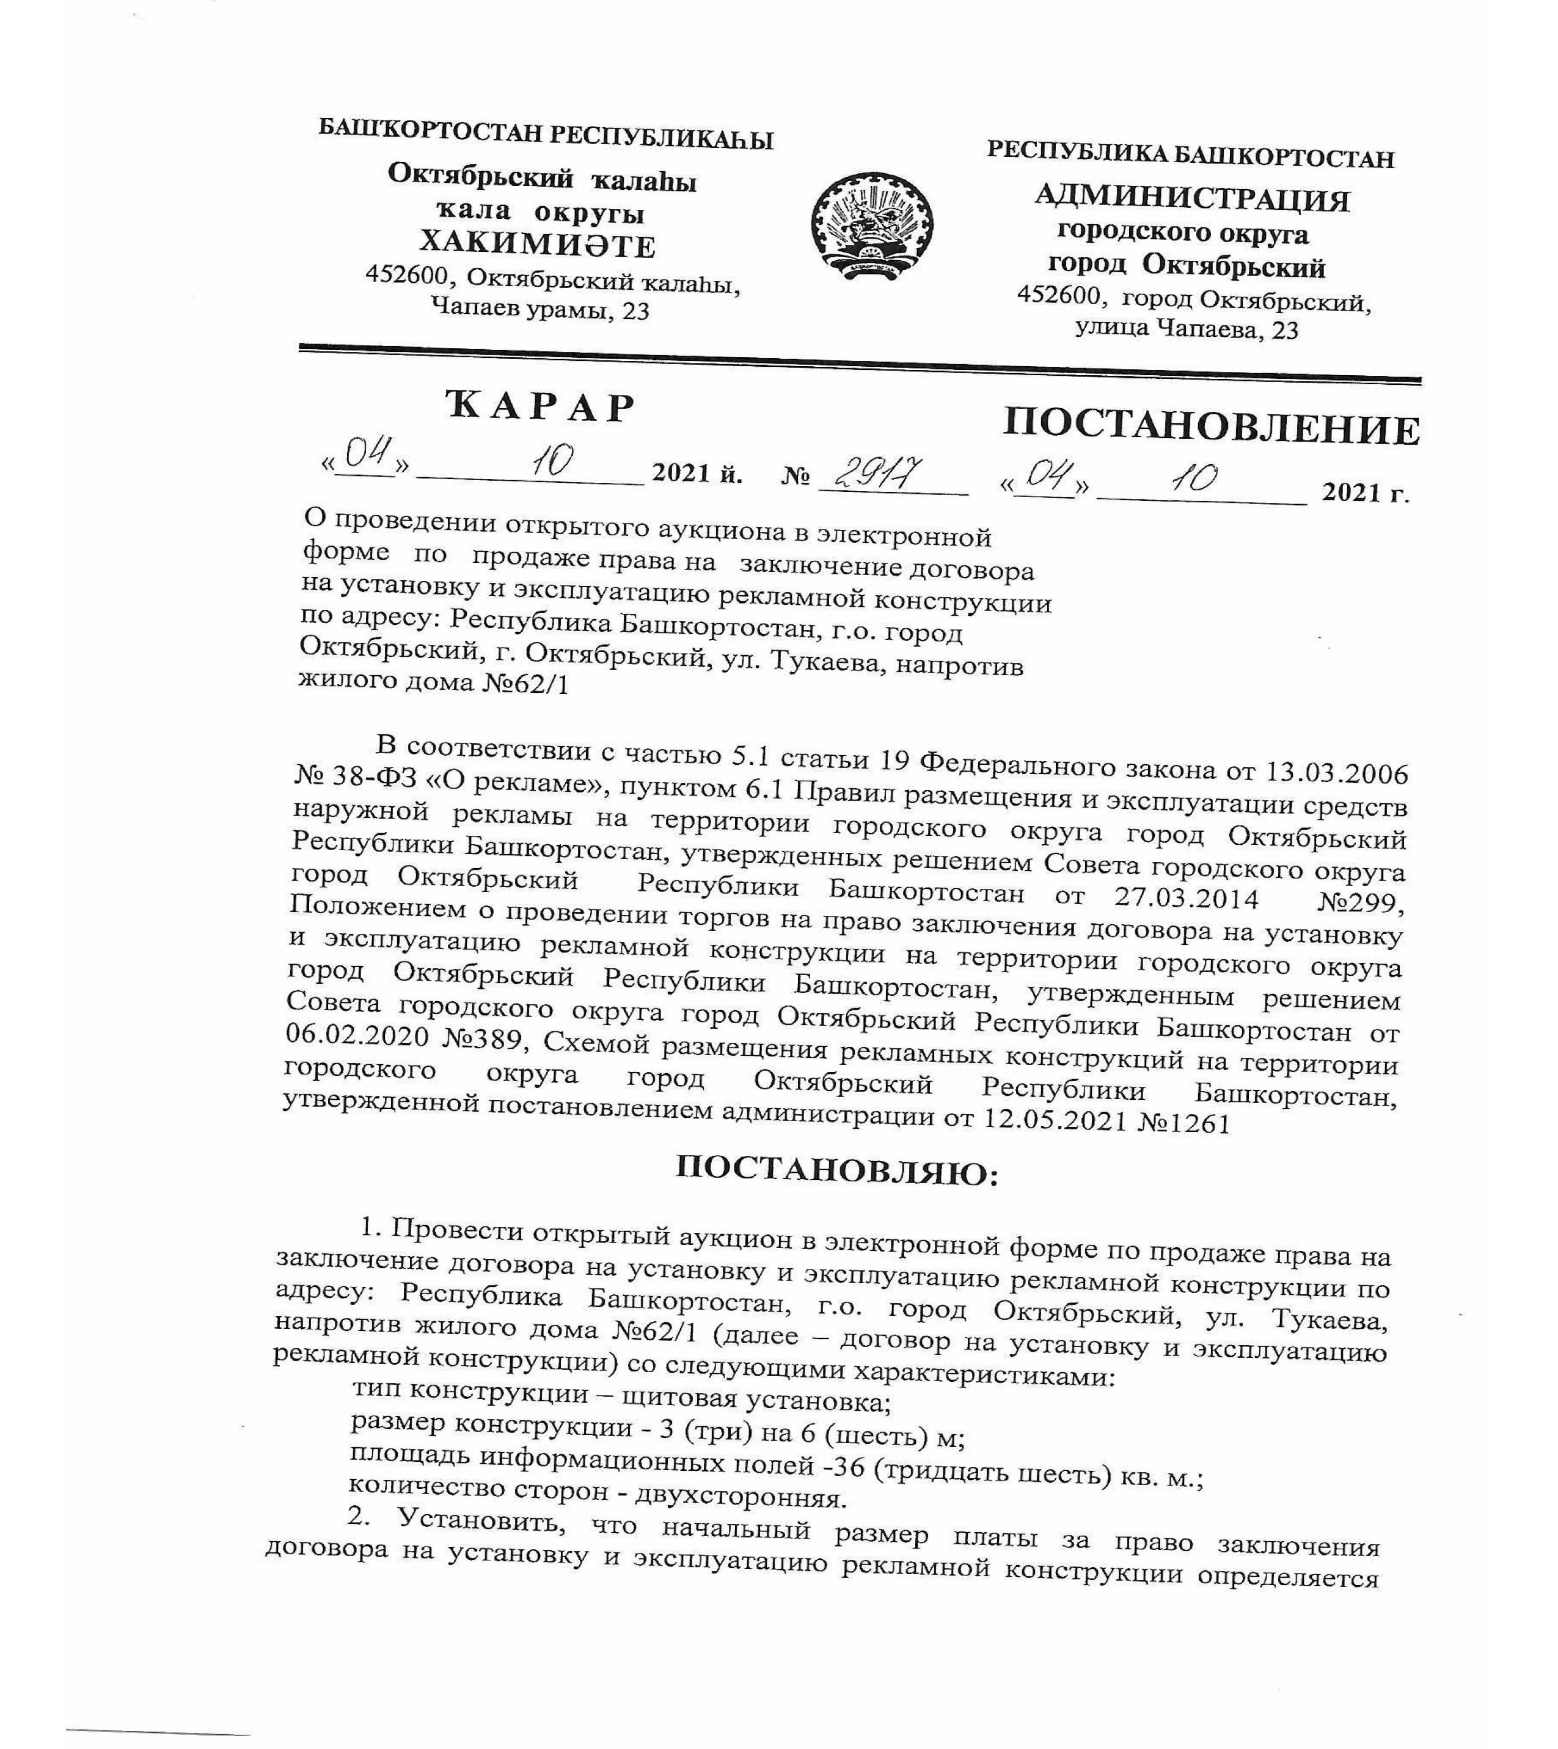 БАШҠОРТОСТАН РЕСПУБЛИКАҺЫ
Октябрьский ҡалаһы
ҡала округы
ХАКИМИӘТЕ
452600, Октябрьский ҡалаһы,
Чапаев урамы, 23
РЕСПУБЛИКА БАШКОРТОСТАН
АДМИНИСТРАЦИЯ
городского округа
город Октябрьский
452600, город Октябрьский,
улица Чапаева, 23
БАШКОРТОСТАН
ҠАРАР
ПОСТАНОВЛЕНИЕ
«04» 10 2021 й. № 2917 «04» 10 2021 г.
О проведении открытого аукциона в электронной
форме по продаже права на заключение договора
на установку и эксплуатацию рекламной конструкции
по адресу: Республика Башкортостан, г.о. город
Октябрьский, г. Октябрьский, ул. Тукаева, напротив
жилого дома №62/1
В соответствии с частью 5.1 статьи 19 Федерального закона от 13.03.2006
№ 38-ФЗ «О рекламе», пунктом 6.1 Правил размещения и эксплуатации средств
наружной рекламы на территории городского округа город Октябрьский
Республики Башкортостан, утвержденных решением Совета городского округа
город Октябрьский Республики Башкортостан от 27.03.2014 №299,
Положением о проведении торгов на право заключения договора на установку
и эксплуатацию рекламной конструкции на территории городского округа
город Октябрьский Республики Башкортостан, утвержденным решением
Совета городского округа город Октябрьский Республики Башкортостан от
06.02.2020 №389, Схемой размещения рекламных конструкций на территории
городского округа город Октябрьский Республики Башкортостан,
утвержденной постановлением администрации от 12.05.2021 №1261
ПОСТАНОВЛЯЮ:
1. Провести открытый аукцион в электронной форме по продаже права на
заключение договора на установку и эксплуатацию рекламной конструкции по
адресу: Республика Башкортостан, г.о. город Октябрьский, ул. Тукаева,
напротив жилого дома №62/1 (далее – договор на установку и эксплуатацию
рекламной конструкции) со следующими характеристиками:
тип конструкции – щитовая установка;
размер конструкции - 3 (три) на 6 (шесть) м;
площадь информационных полей -36 (тридцать шесть) кв. м.;
количество сторон - двухсторонняя.
2. Установить, что начальный размер платы за право заключения
договора на установку и эксплуатацию рекламной конструкции определяется